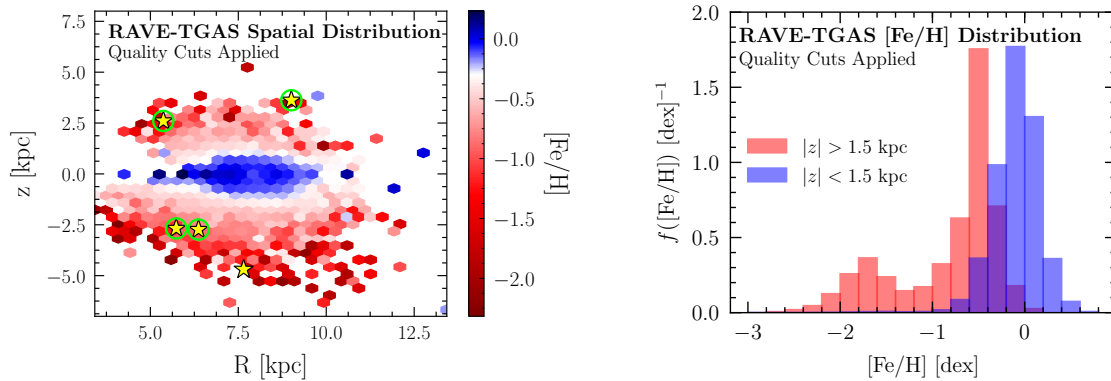 RAVE-TGAS Spatial Distribution
Quality Cuts Applied
7.5
5.0
2.5
0.0
−2.5
−5.0
z [kpc]
5.0 7.5 10.0 12.5
R [kpc]
0.0
−0.5
−1.0
−1.5
−2.0
[Fe/H]
RAVE-TGAS [Fe/H] Distribution
Quality Cuts Applied
|z| > 1.5 kpc
|z| < 1.5 kpc
2.0
1.5
1.0
0.5
0.0
f([Fe/H]) [dex]⁻¹
−3 −2 −1 0
[Fe/H] [dex]